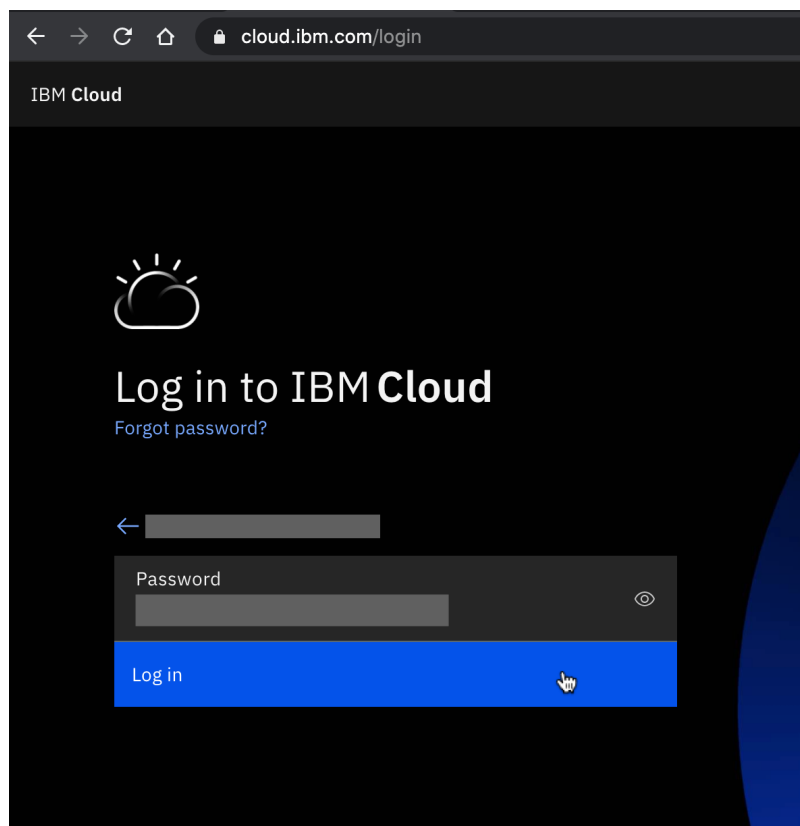 cloud.ibm.com/login
IBM Cloud
Log in to IBM Cloud
Forgot password?
Password
Log in